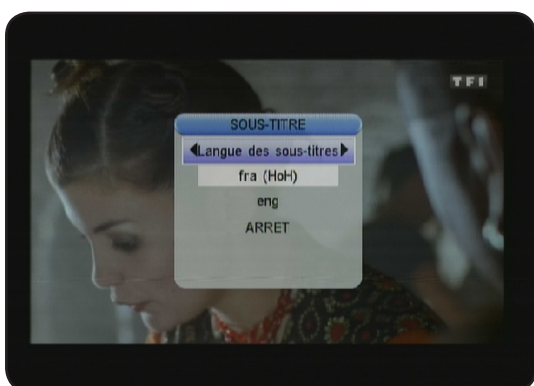 TF1
SOUS-TITRE
Langue des sous-titres
fra (HoH)
eng
ARRET